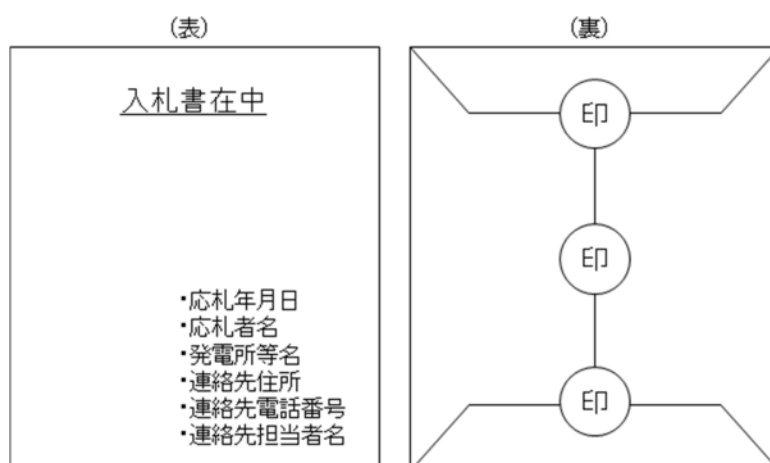 (表)
入札書在中
・応札年月日
・応札者名
・発電所等名
・連絡先住所
・連絡先電話番号
・連絡先担当者名
(裏)
印
印
印